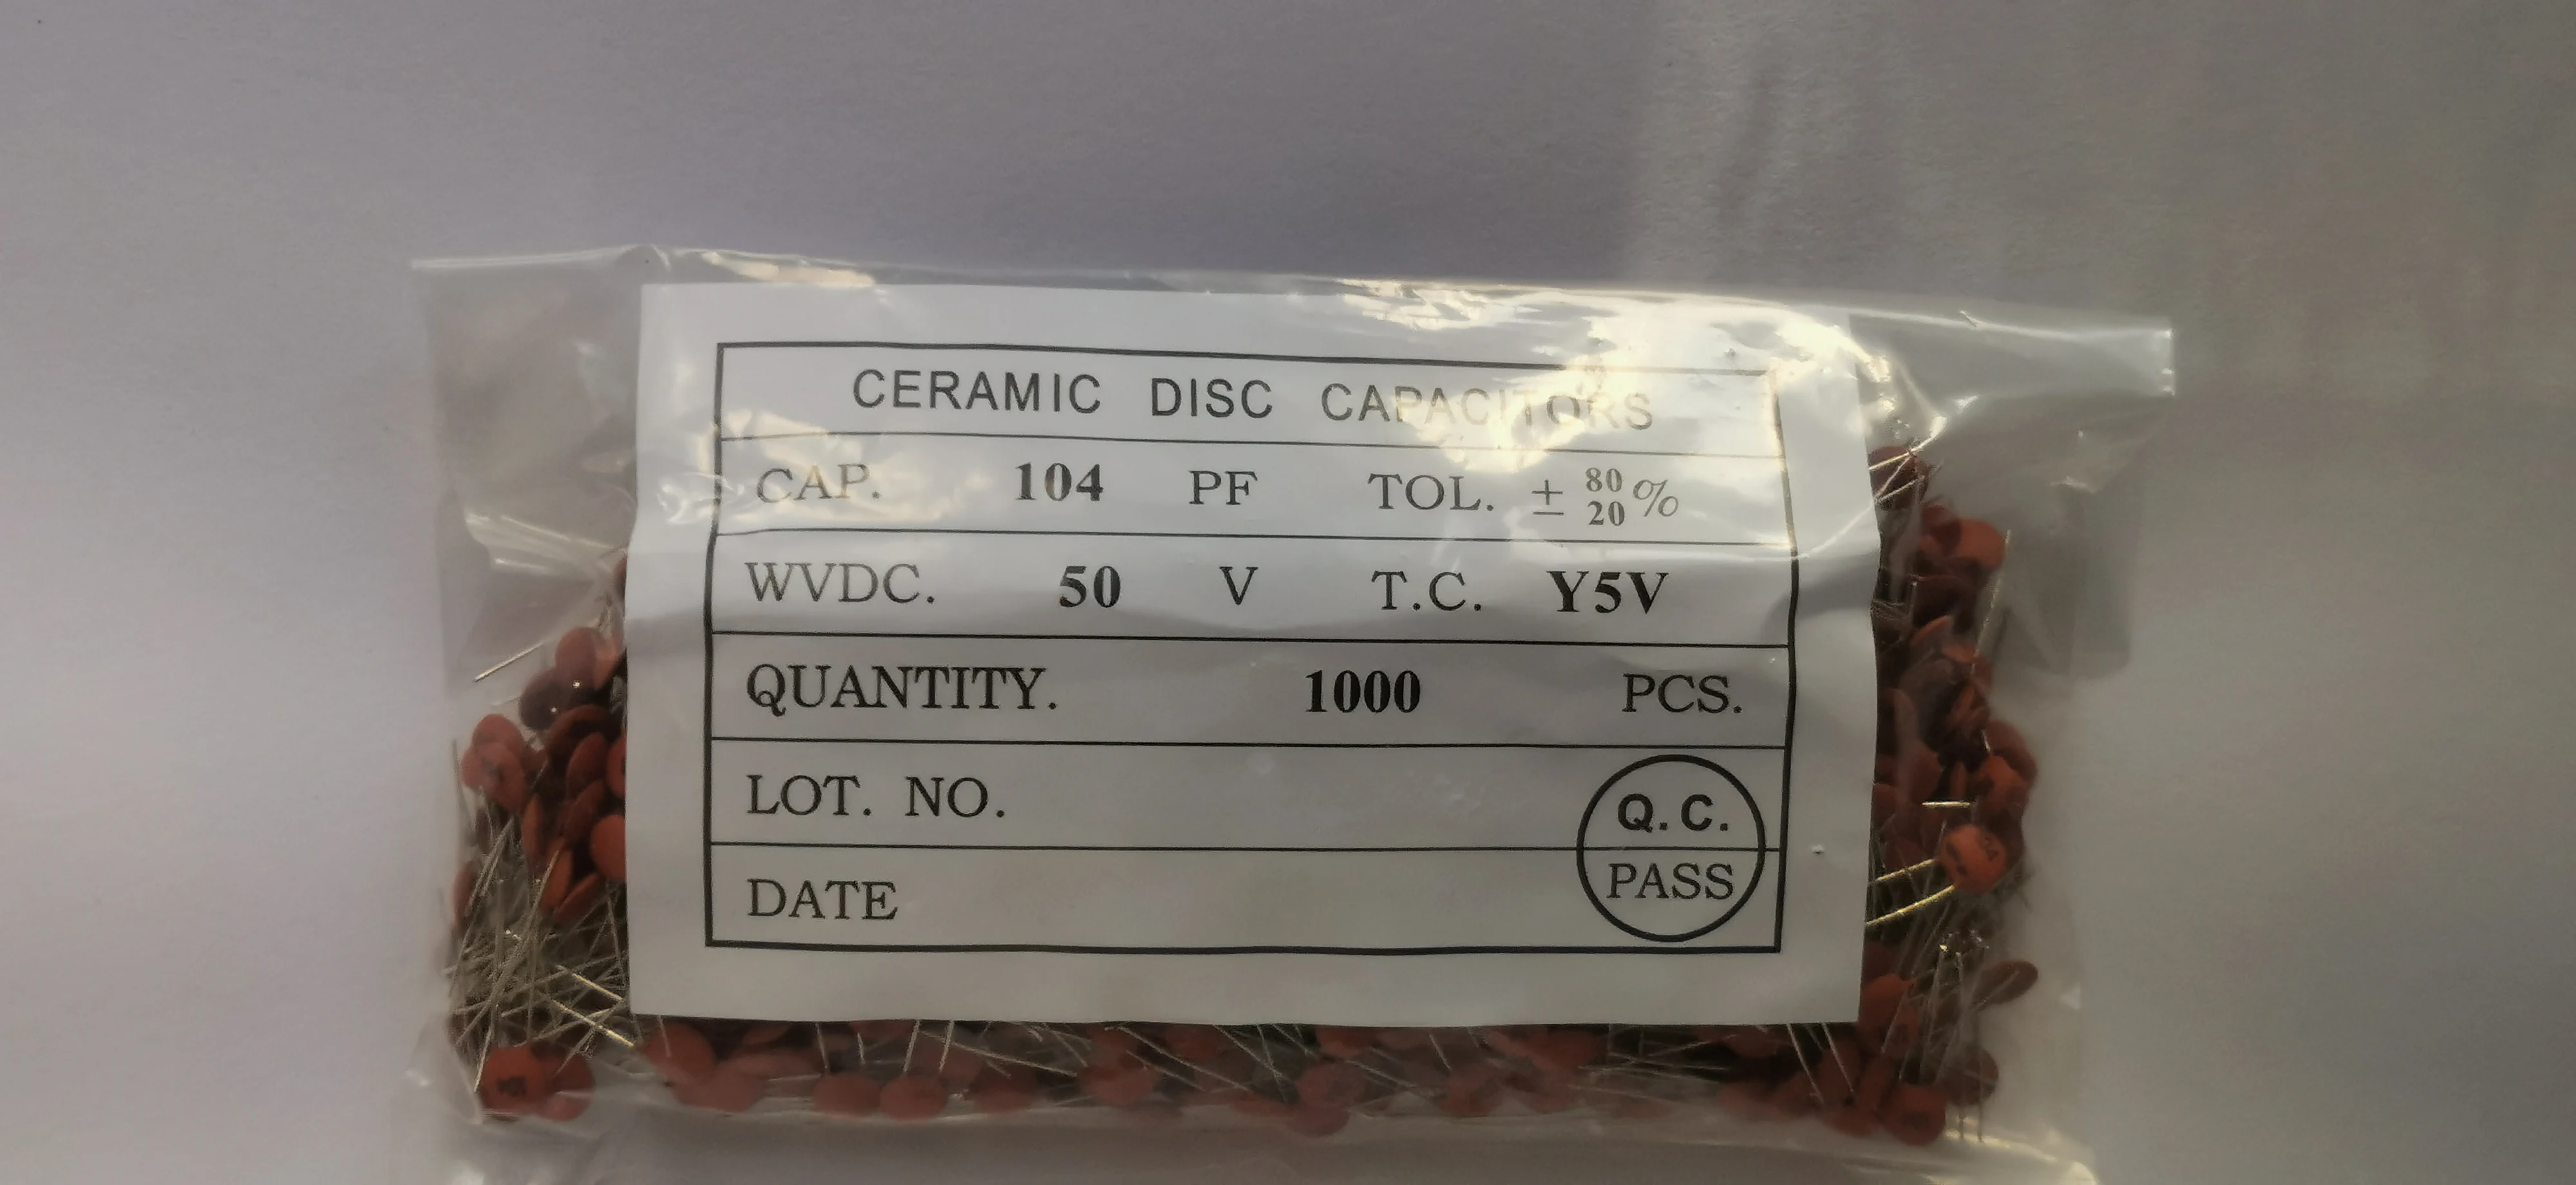 CERAMIC DISC CAPACITORS
CAP. 104 PF TOL. ± 80 20 %
WVDC. 50 V T.C. Y5V
QUANTITY. 1000 PCS.
LOT. NO.
Q.C.
PASS
DATE